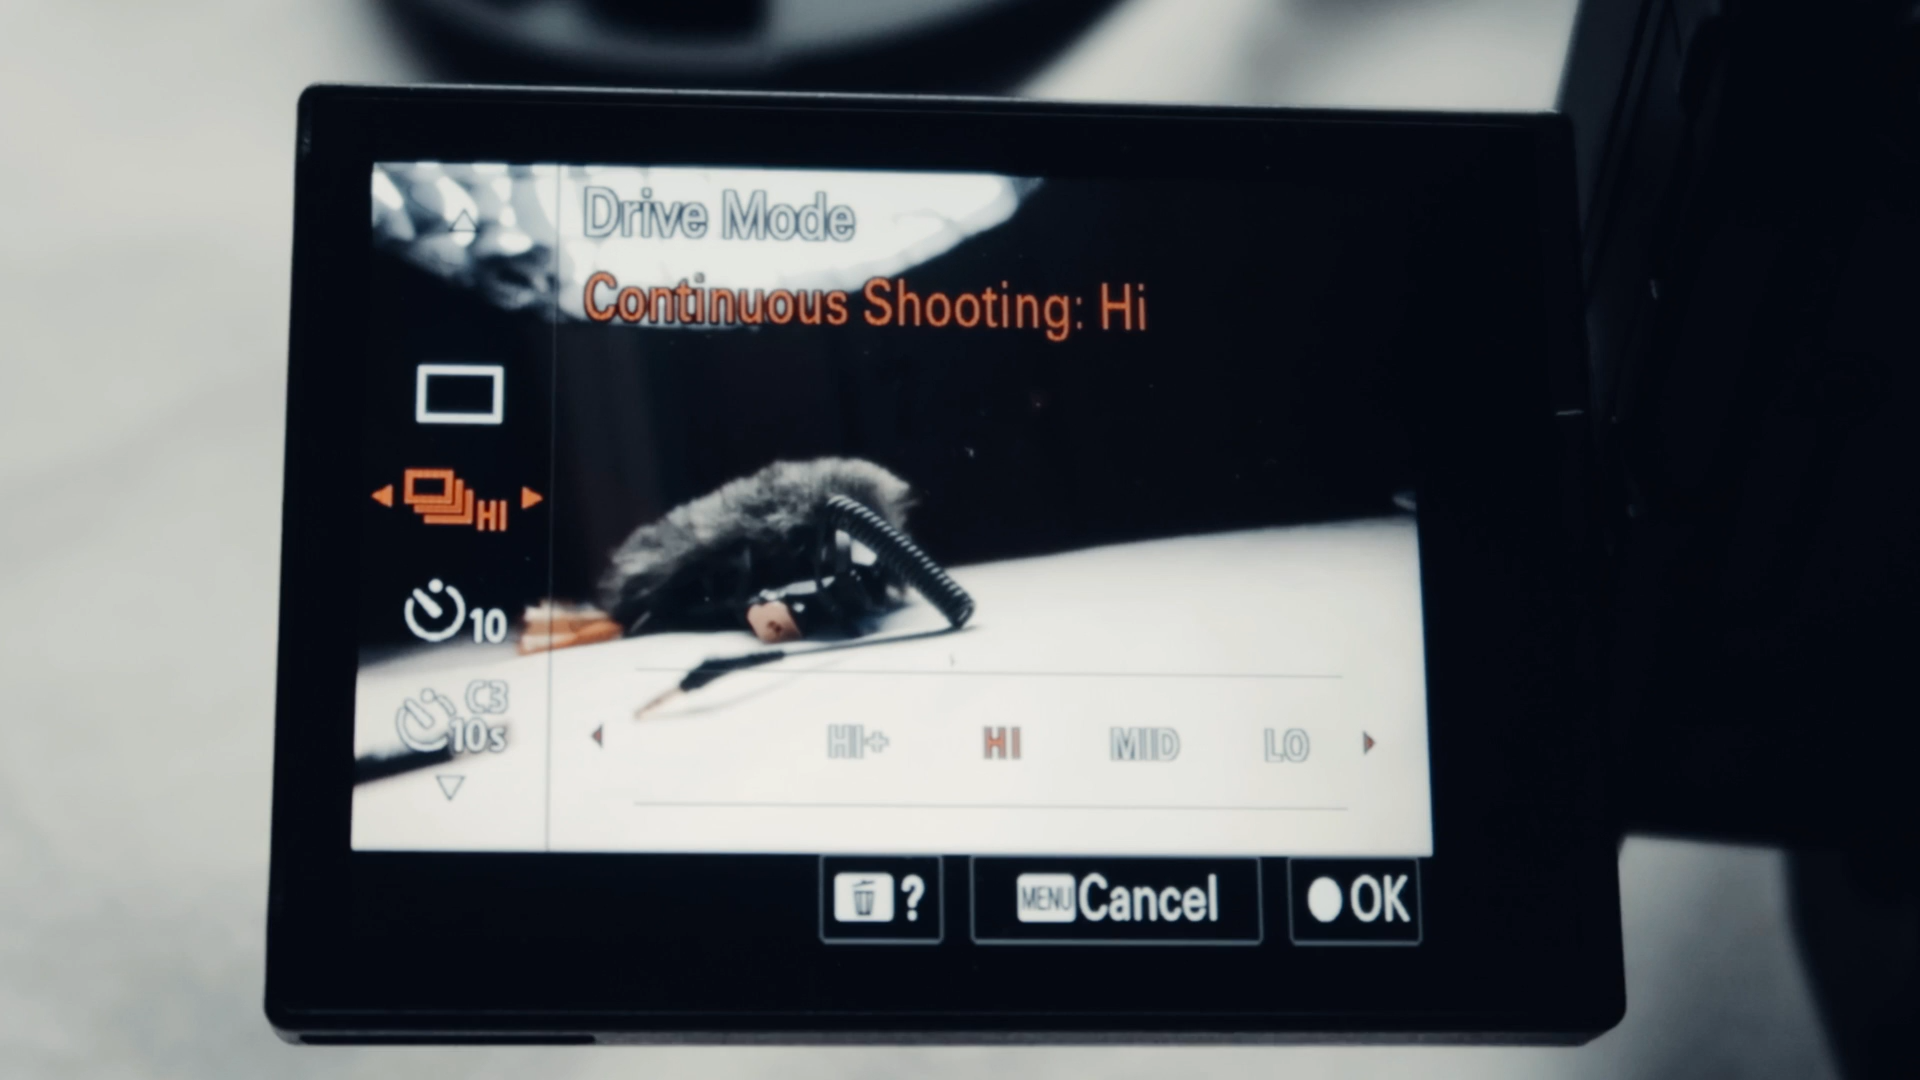 Drive Mode
Continuous Shooting: Hi
HI
10
C3
10s
HI+ HI MID LO
? MENU Cancel OK